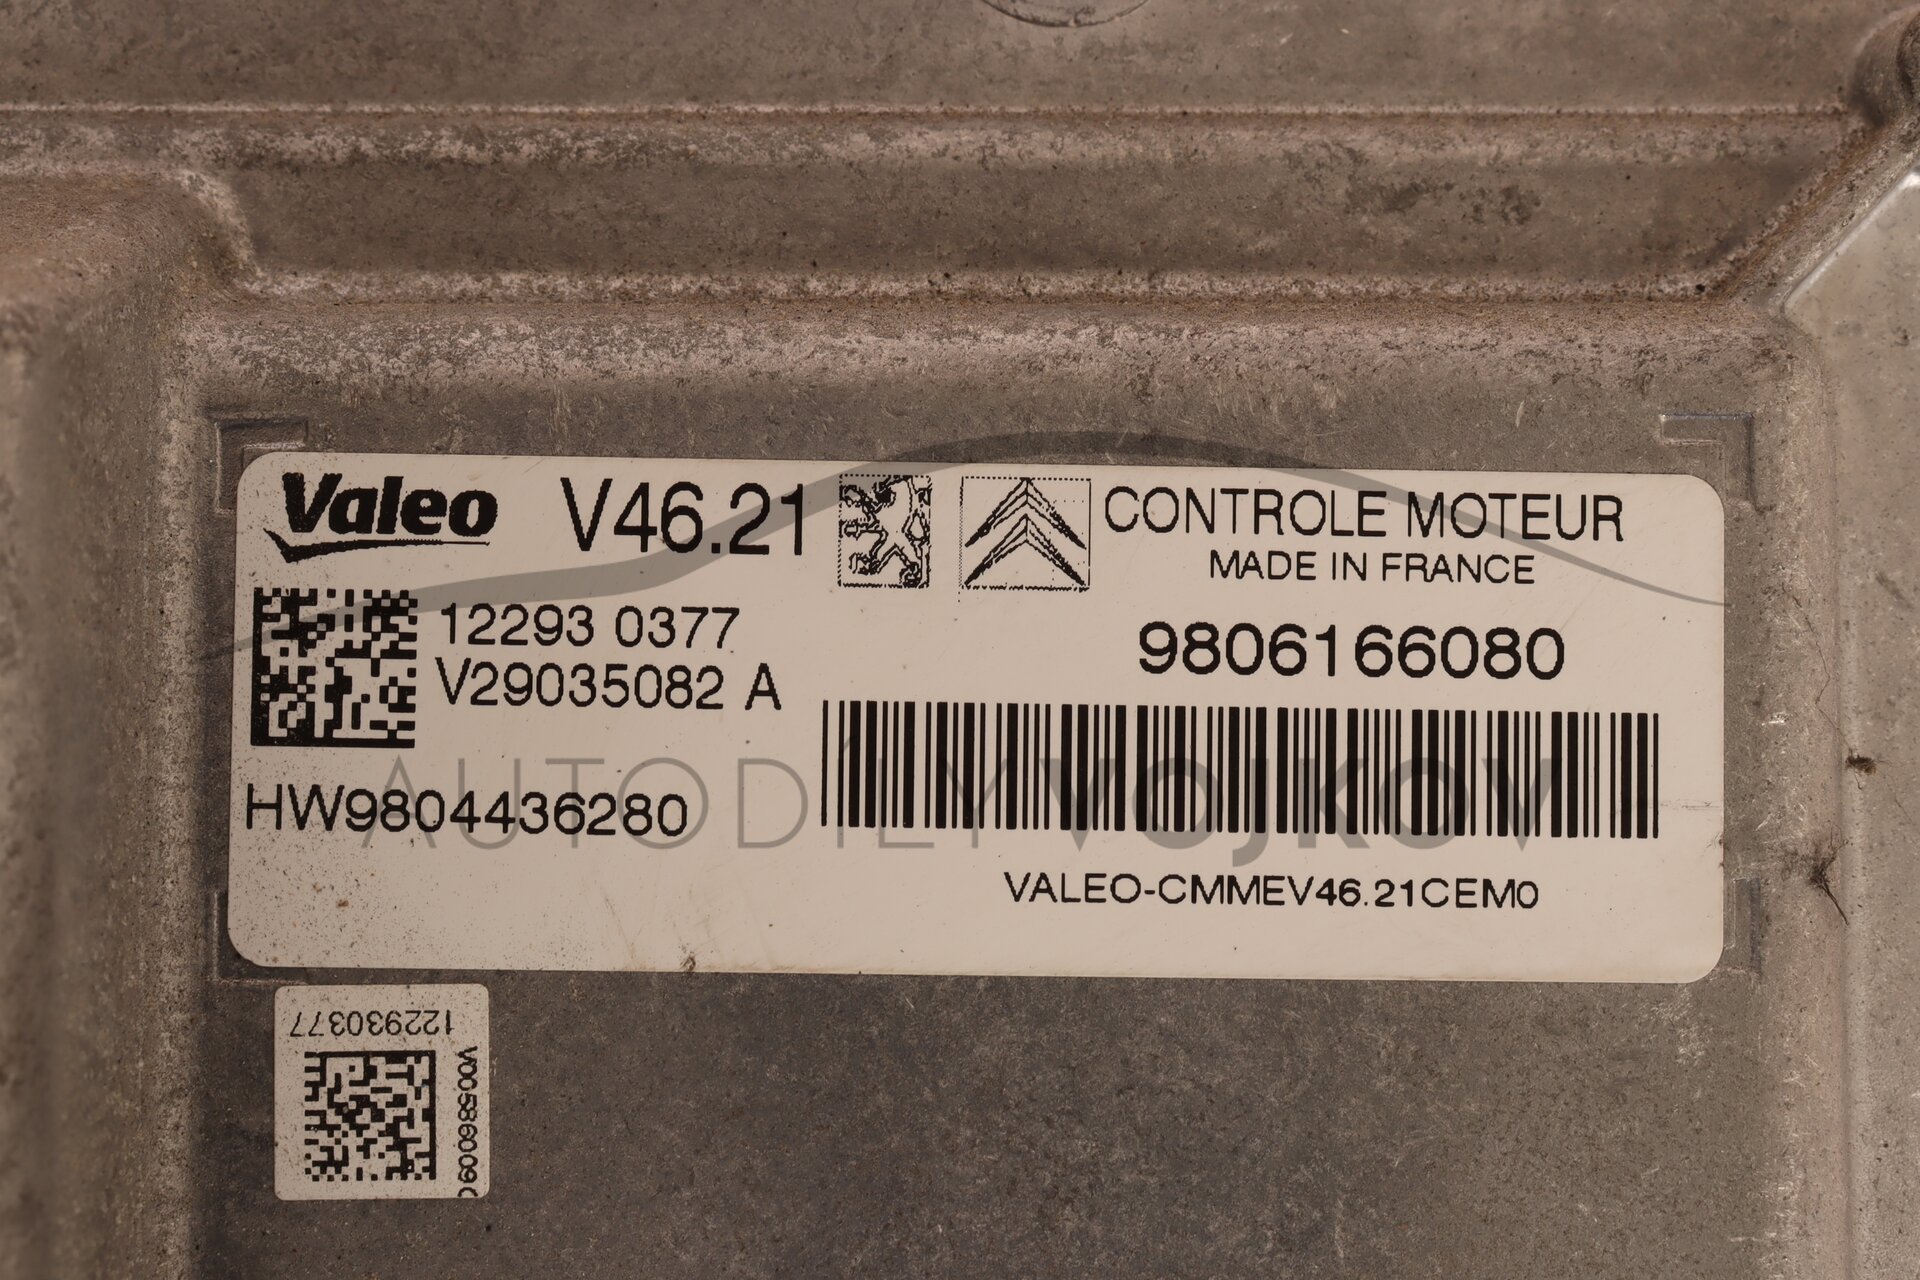 Valeo V46.21 CONTROLE MOTEUR
MADE IN FRANCE
12293 0377
V29035082 A
9806166080
HW9804436280
AUTODÍLY VOJKOV
VALEO-CMMEV46.21CEM0
122930377